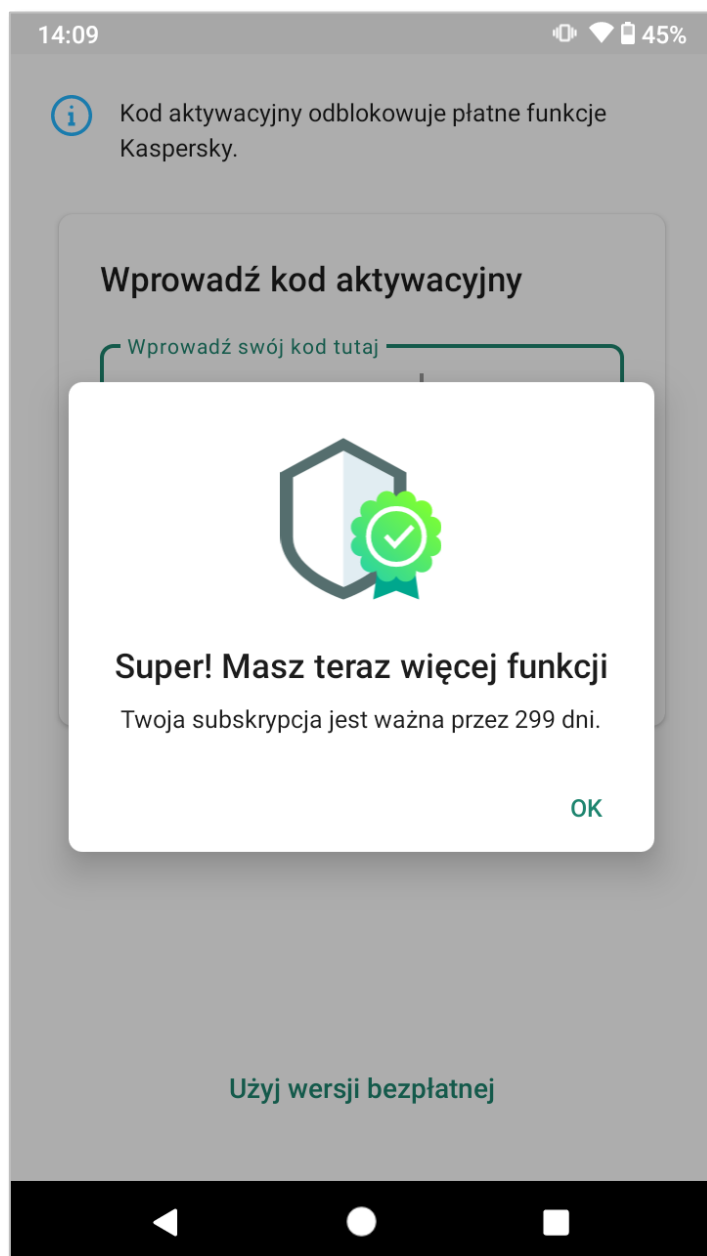 14:09
45%
Kod aktywacyjny odblokowuje płatne funkcje
Kaspersky.
Wprowadź kod aktywacyjny
Wprowadź swój kod tutaj
Super! Masz teraz więcej funkcji
Twoja subskrypcja jest ważna przez 299 dni.
OK
Użyj wersji bezpłatnej